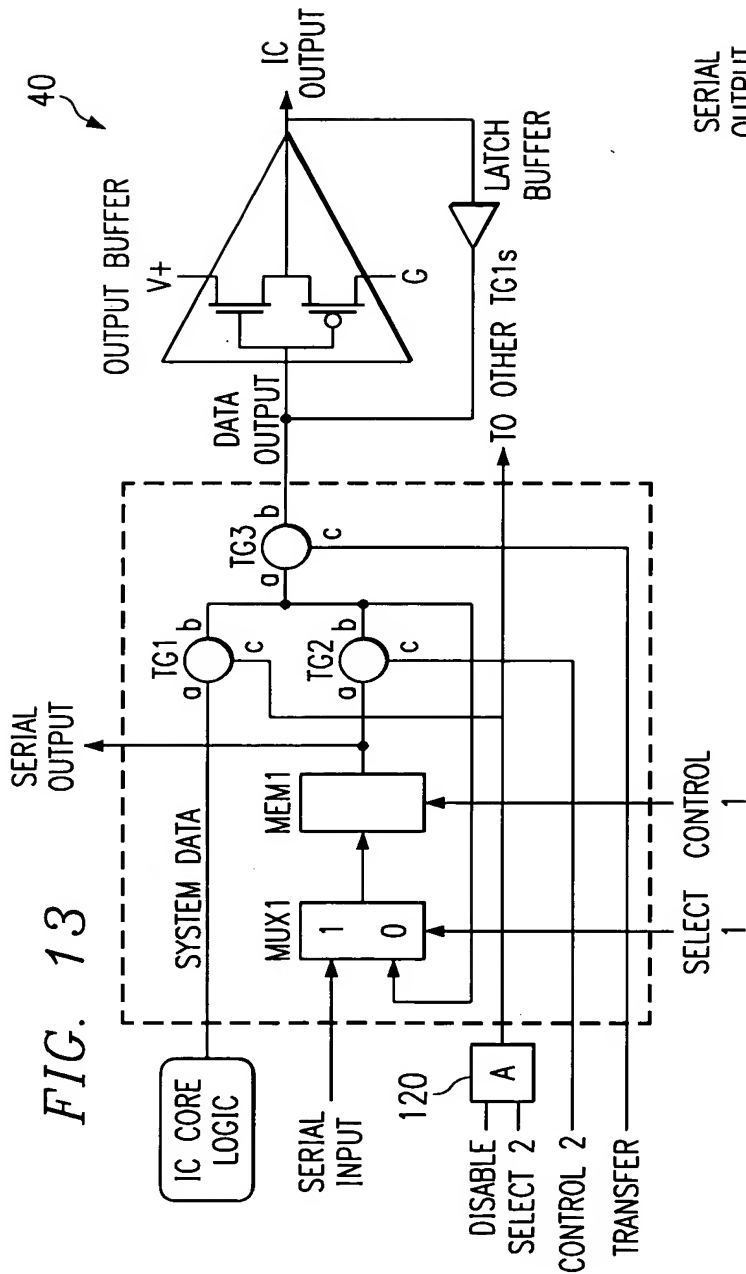 FIG. 13
40
SERIAL
OUTPUT
OUTPUT BUFFER
V+
G
IC
OUTPUT
LATCH
BUFFER
IC CORE
LOGIC
SYSTEM DATA
TG1
a
b
c
TG2
a
b
c
TG3
a
b
c
DATA
OUTPUT
MUX1
1
0
MEM1
SERIAL
INPUT
120
A
TO OTHER TG1s
DISABLE
SELECT 2
CONTROL 2
TRANSFER
SELECT
1
CONTROL
1
SERIAL
OUTPUT